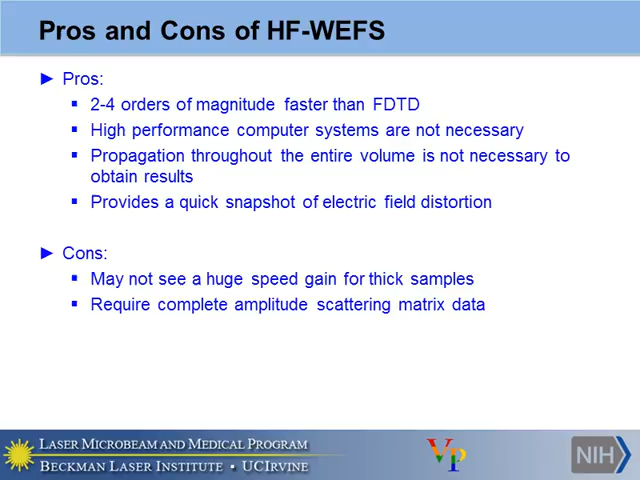 Pros and Cons of HF-WEFS
► Pros:
▪ 2-4 orders of magnitude faster than FDTD
▪ High performance computer systems are not necessary
▪ Propagation throughout the entire volume is not necessary to
obtain results
▪ Provides a quick snapshot of electric field distortion
► Cons:
▪ May not see a huge speed gain for thick samples
▪ Require complete amplitude scattering matrix data
LASER MICROBEAM AND MEDICAL PROGRAM
BECKMAN LASER INSTITUTE • UCIRVINE
VP
NIH